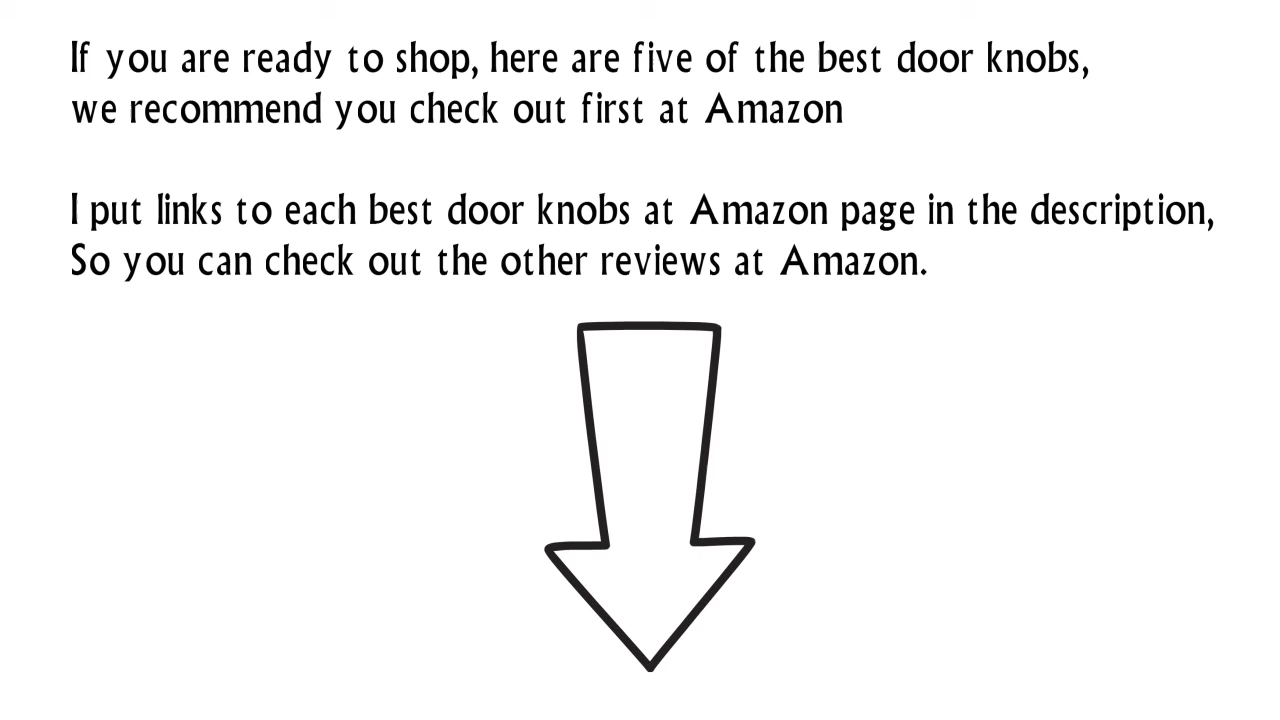 If you are ready to shop, here are five of the best door knobs,
we recommend you check out first at Amazon
I put links to each best door knobs at Amazon page in the description,
So you can check out the other reviews at Amazon.